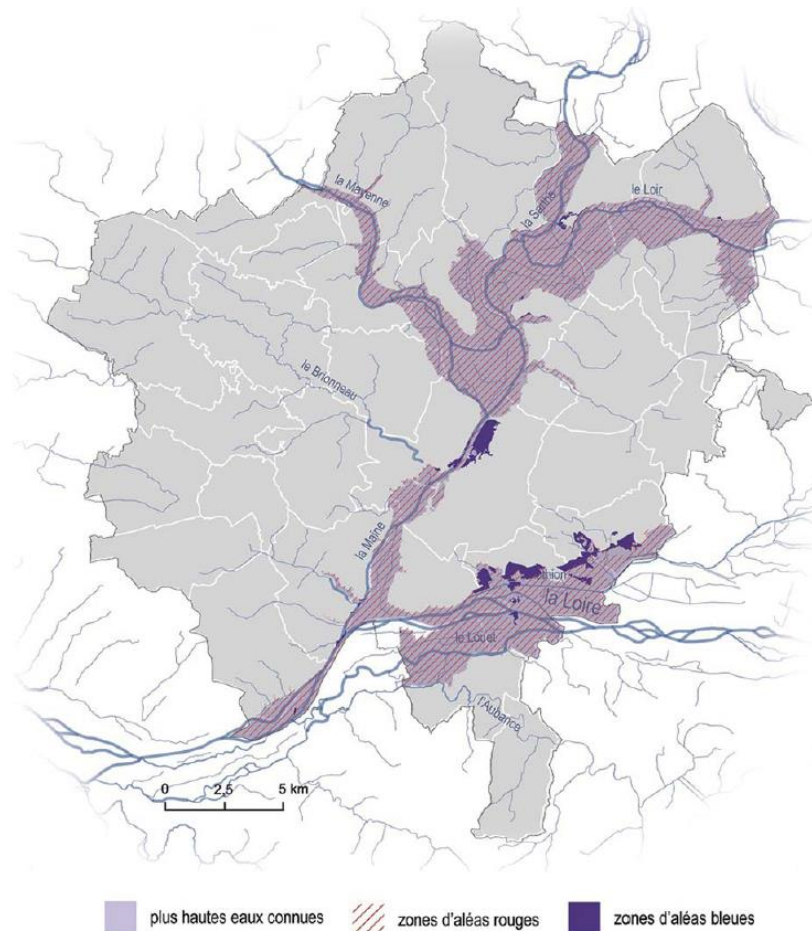 la Mayenne
la Sarthe
le Loir
le Brionneau
la Maine
la Loire
le Louet
l'Aubance
0 2,5 5 km
plus hautes eaux connues
zones d'aléas rouges
zones d'aléas bleues